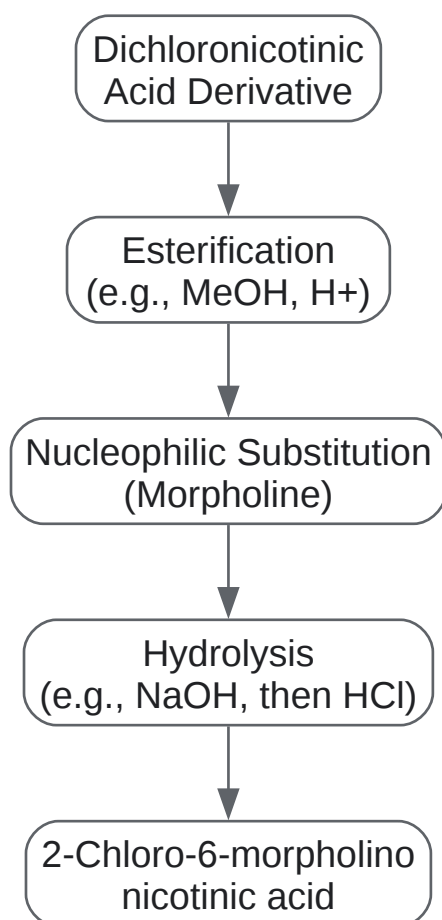 Dichloronicotinic
Acid Derivative
Esterification
(e.g., MeOH, H+)
Nucleophilic Substitution
(Morpholine)
Hydrolysis
(e.g., NaOH, then HCl)
2-Chloro-6-morpholino
nicotinic acid